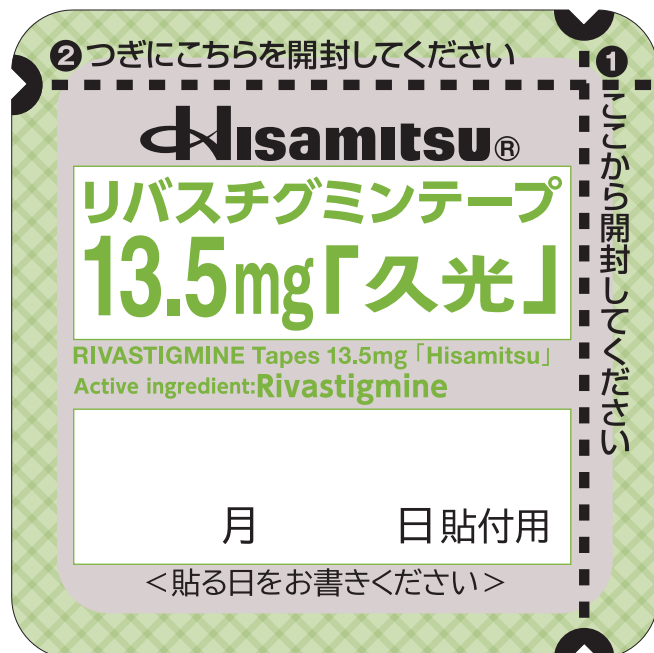 ❷つぎにこちらを開封してください
❶ここから開封してください
Hisamitsu®
リバスチグミンテープ
13.5mg「久光」
RIVASTIGMINE Tapes 13.5mg「Hisamitsu」
Active ingredient:Rivastigmine
月 日貼付用
＜貼る日をお書きください＞